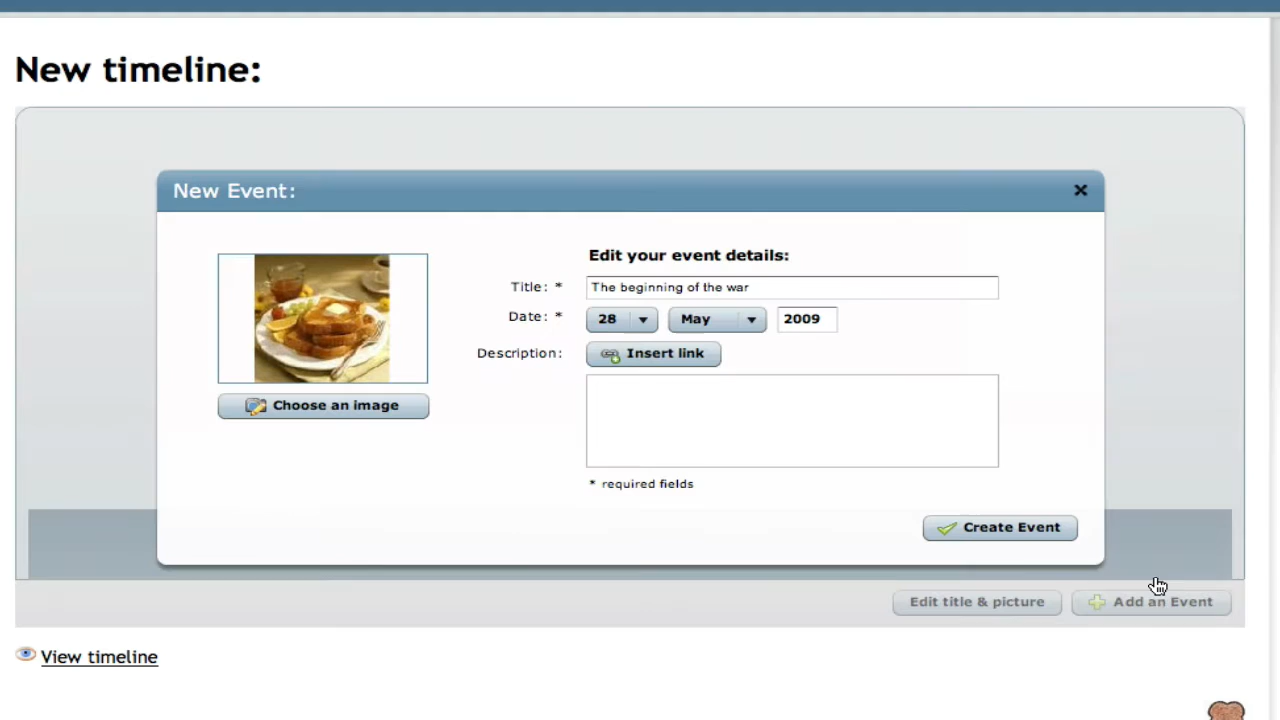 New timeline:
New Event:
Edit your event details:
Title: * The beginning of the war
Date: * 28 May 2009
Description: Insert link
Choose an image
* required fields
Create Event
Edit title & picture Add an Event
View timeline